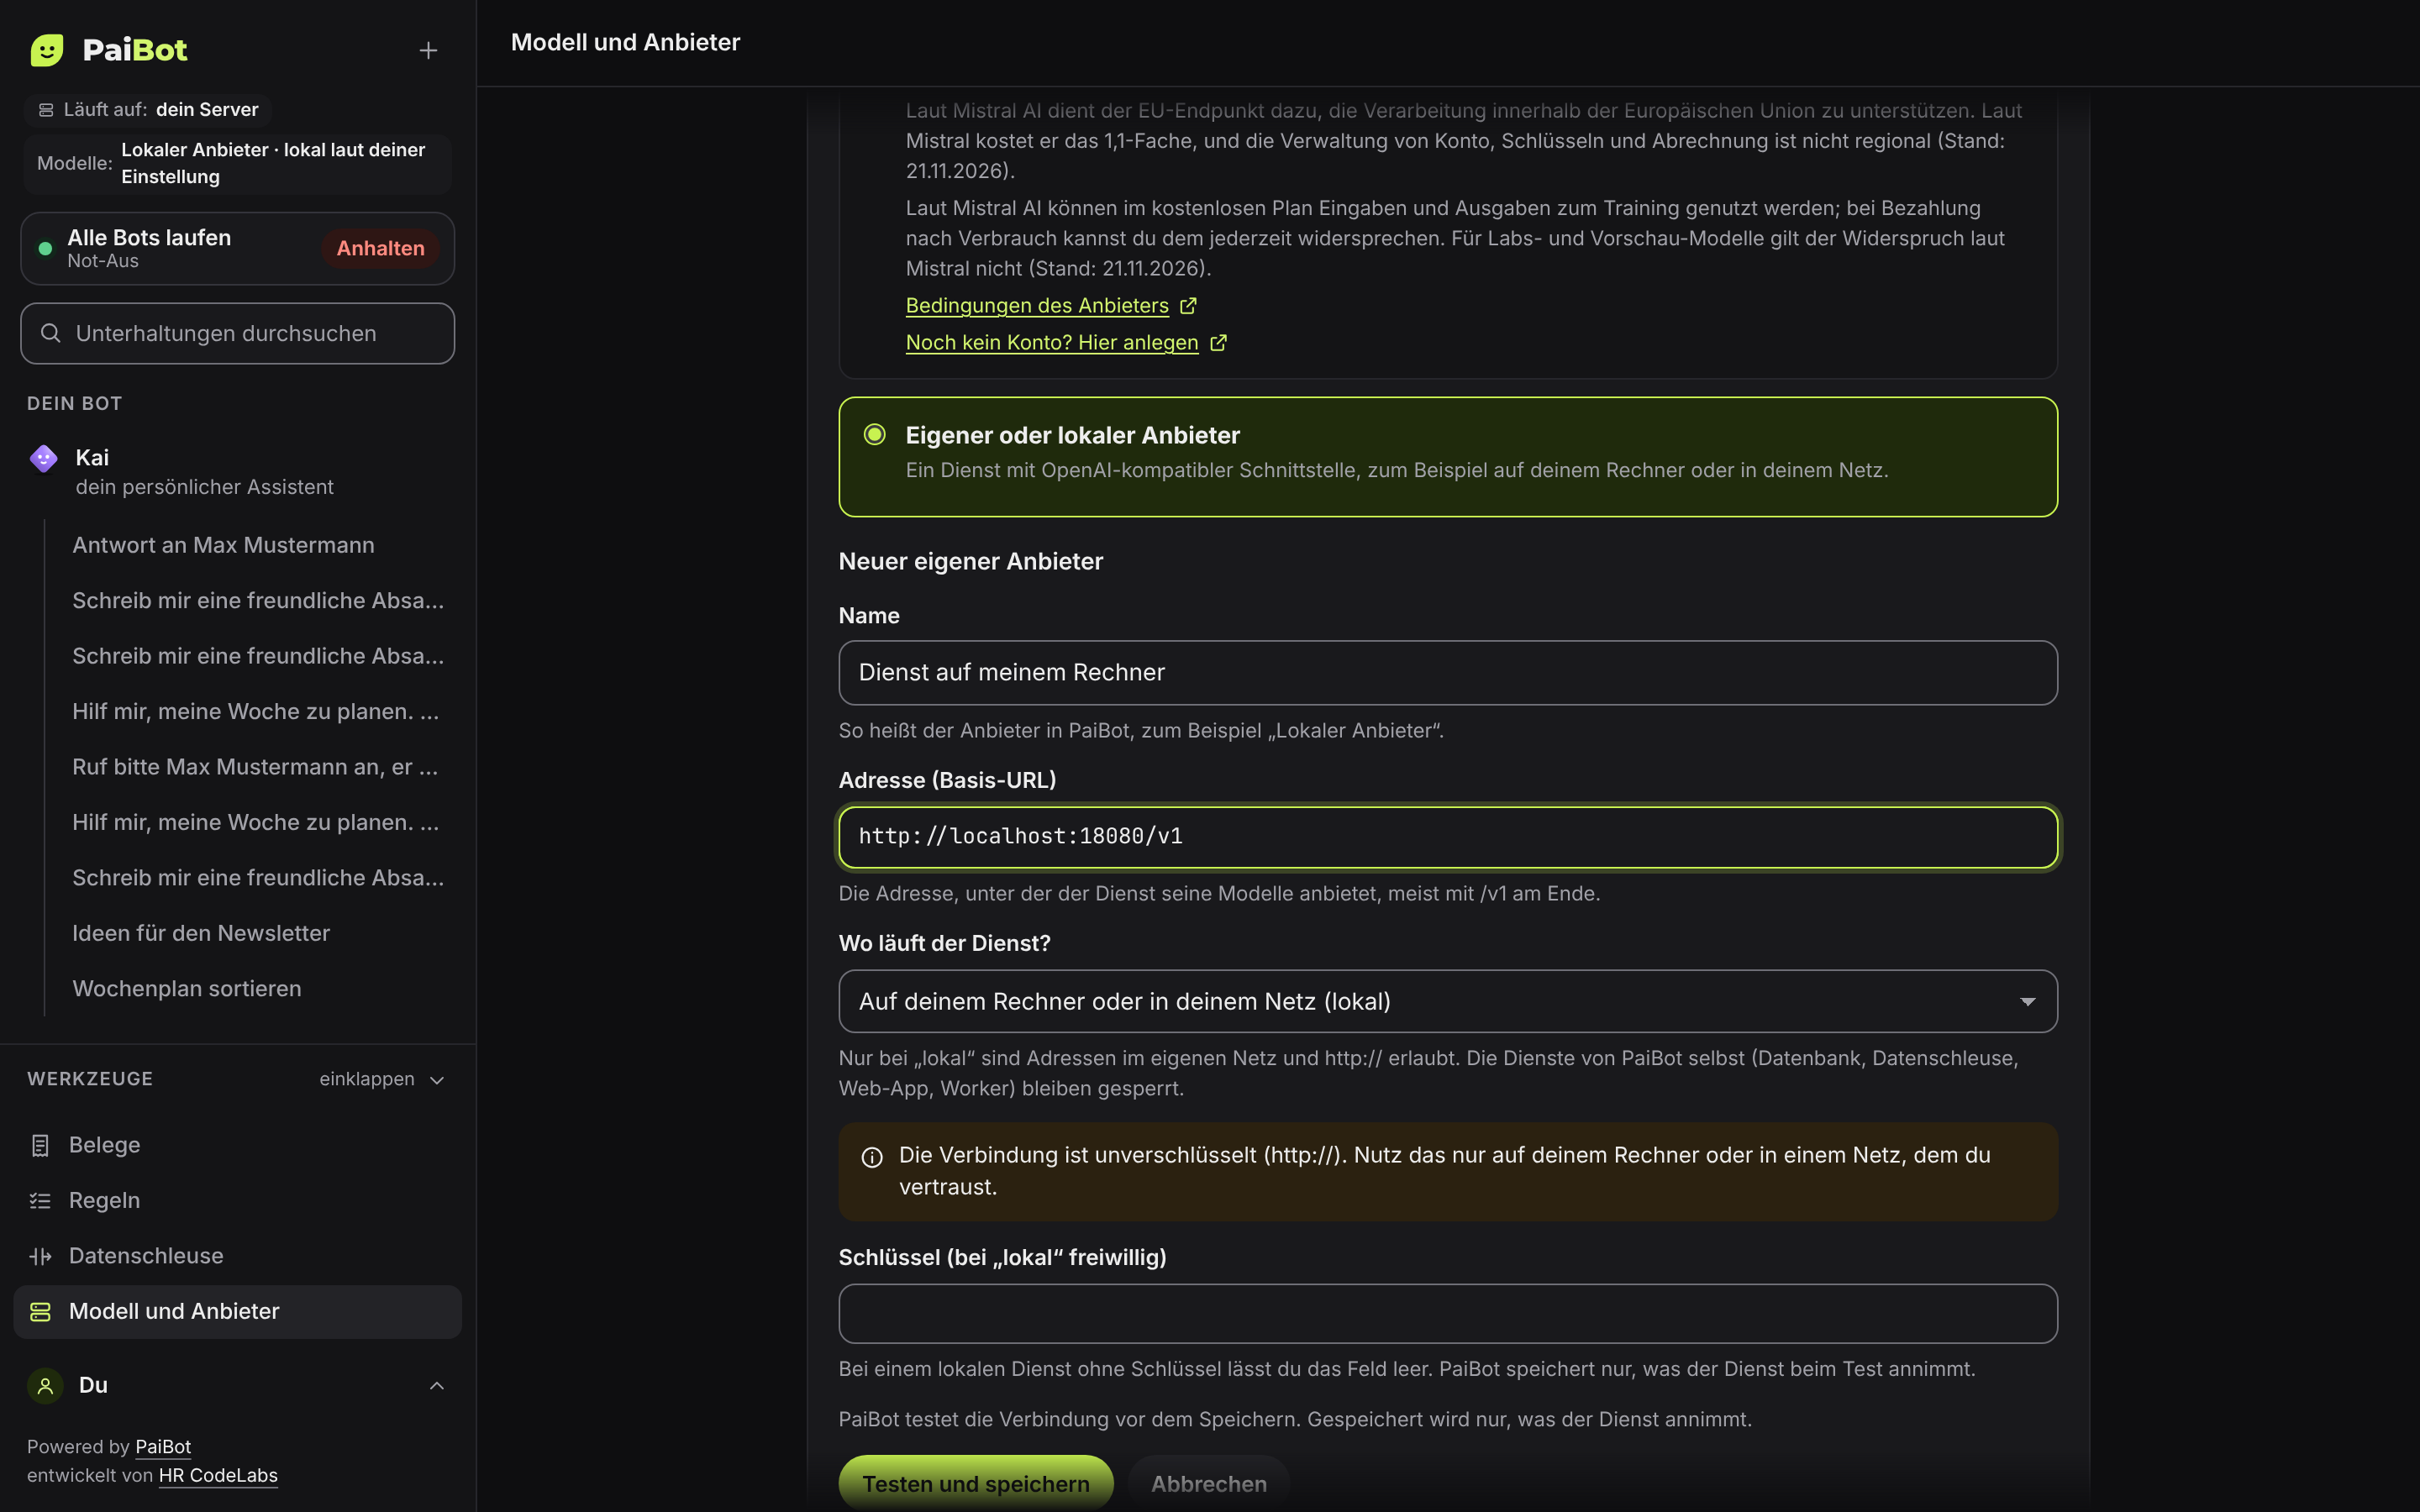 PaiBot
Läuft auf: dein Server
Modelle: Lokaler Anbieter · lokal laut deiner
Einstellung
Alle Bots laufen
Not-Aus
Anhalten
Unterhaltungen durchsuchen
DEIN BOT
Kai
dein persönlicher Assistent
Antwort an Max Mustermann
Schreib mir eine freundliche Absa...
Schreib mir eine freundliche Absa...
Hilf mir, meine Woche zu planen. ...
Ruf bitte Max Mustermann an, er ...
Hilf mir, meine Woche zu planen. ...
Schreib mir eine freundliche Absa...
Ideen für den Newsletter
Wochenplan sortieren
WERKZEUGE
einklappen
Belege
Regeln
Datenschleuse
Modell und Anbieter
Du
Powered by PaiBot
entwickelt von HR CodeLabs
Modell und Anbieter
Laut Mistral AI dient der EU-Endpunkt dazu, die Verarbeitung innerhalb der Europäischen Union zu unterstützen. Laut
Mistral kostet er das 1,1-Fache, und die Verwaltung von Konto, Schlüsseln und Abrechnung ist nicht regional (Stand:
21.11.2026).
Laut Mistral AI können im kostenlosen Plan Eingaben und Ausgaben zum Training genutzt werden; bei Bezahlung
nach Verbrauch kannst du dem jederzeit widersprechen. Für Labs- und Vorschau-Modelle gilt der Widerspruch laut
Mistral nicht (Stand: 21.11.2026).
Bedingungen des Anbieters
Noch kein Konto? Hier anlegen
Eigener oder lokaler Anbieter
Ein Dienst mit OpenAI-kompatibler Schnittstelle, zum Beispiel auf deinem Rechner oder in deinem Netz.
Neuer eigener Anbieter
Name
Dienst auf meinem Rechner
So heißt der Anbieter in PaiBot, zum Beispiel „Lokaler Anbieter“.
Adresse (Basis-URL)
http://localhost:18080/v1
Die Adresse, unter der der Dienst seine Modelle anbietet, meist mit /v1 am Ende.
Wo läuft der Dienst?
Auf deinem Rechner oder in deinem Netz (lokal)
Nur bei „lokal“ sind Adressen im eigenen Netz und http:// erlaubt. Die Dienste von PaiBot selbst (Datenbank, Datenschleuse,
Web-App, Worker) bleiben gesperrt.
Die Verbindung ist unverschlüsselt (http://). Nutz das nur auf deinem Rechner oder in einem Netz, dem du
vertraust.
Schlüssel (bei „lokal“ freiwillig)
Bei einem lokalen Dienst ohne Schlüssel lässt du das Feld leer. PaiBot speichert nur, was der Dienst beim Test annimmt.
PaiBot testet die Verbindung vor dem Speichern. Gespeichert wird nur, was der Dienst annimmt.
Testen und speichern
Abbrechen